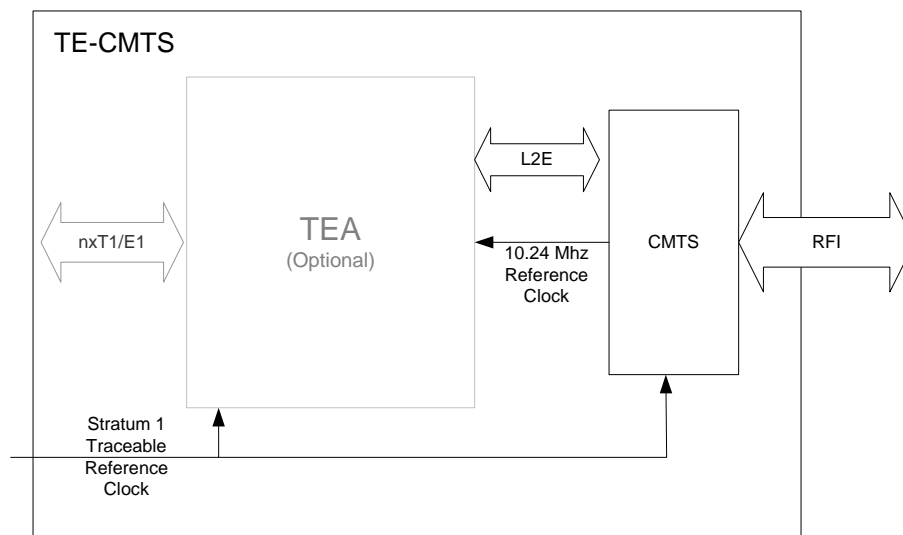 TE-CMTS
L2E
TEA
(Optional)
nxT1/E1
10.24 Mhz
Reference
Clock
CMTS
RFI
Stratum 1
Traceable
Reference
Clock